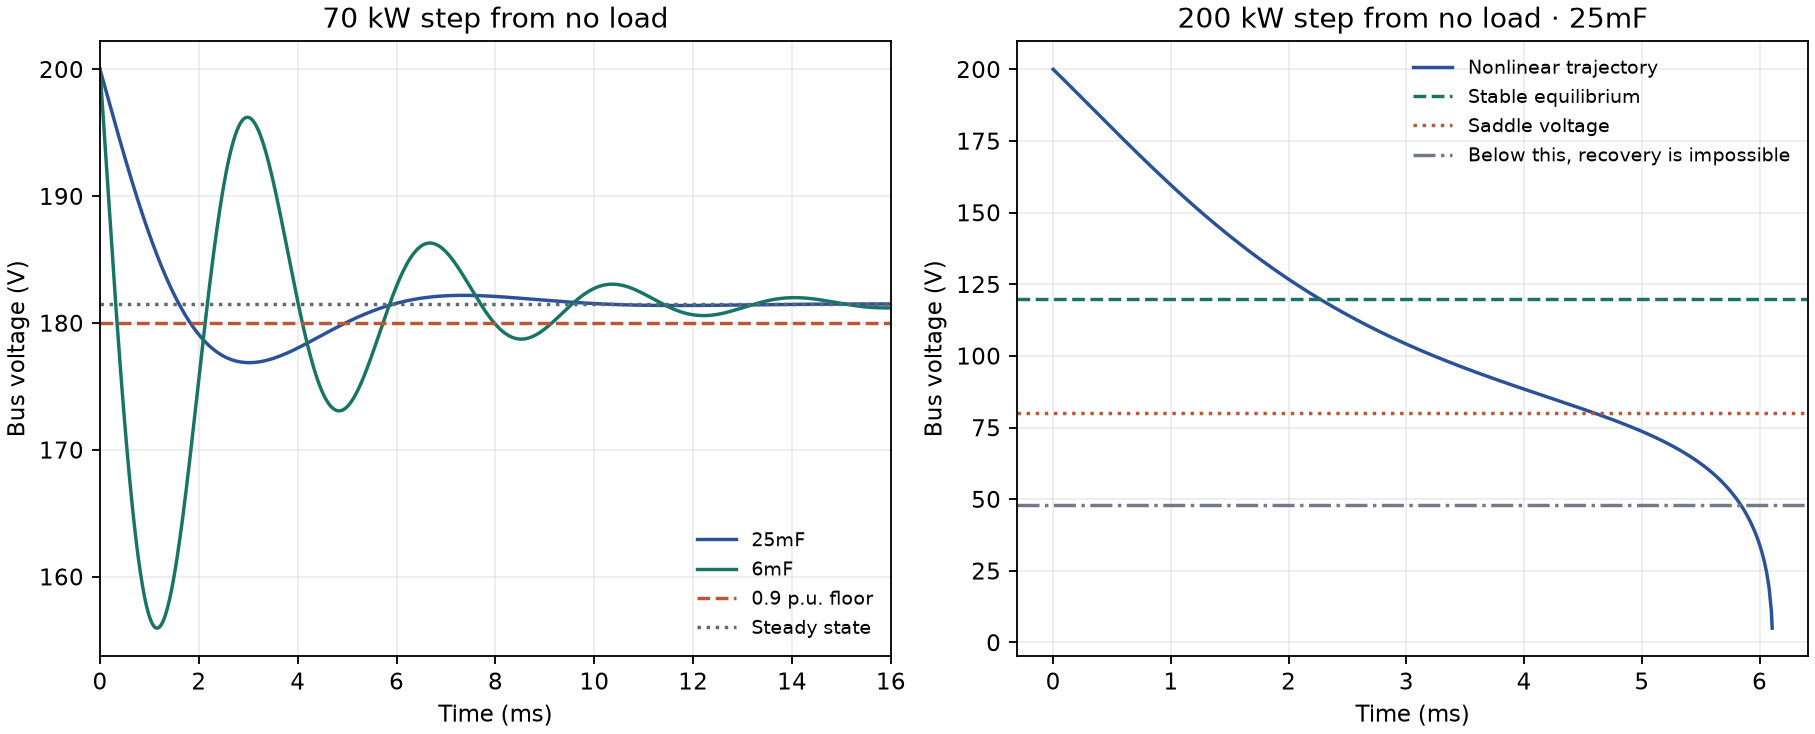 70 kW step from no load
Bus voltage (V)
200
190
180
170
160
25mF
6mF
0.9 p.u. floor
Steady state
0 2 4 6 8 10 12 14 16
Time (ms)
200 kW step from no load · 25mF
Bus voltage (V)
200
175
150
125
100
75
50
25
0
Nonlinear trajectory
Stable equilibrium
Saddle voltage
Below this, recovery is impossible
0 1 2 3 4 5 6
Time (ms)